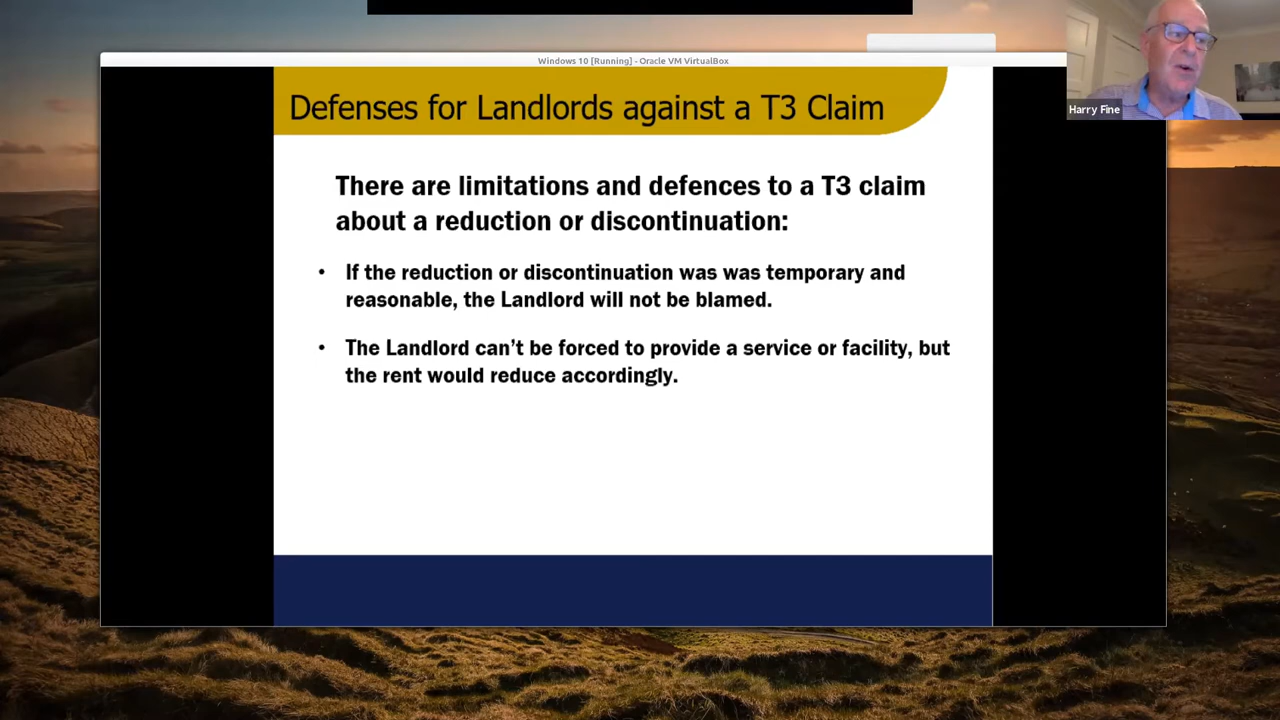 Windows 10 [Running] - Oracle VM VirtualBox
Harry Fine
Defenses for Landlords against a T3 Claim
There are limitations and defences to a T3 claim
about a reduction or discontinuation:
• If the reduction or discontinuation was was temporary and
reasonable, the Landlord will not be blamed.
• The Landlord can’t be forced to provide a service or facility, but
the rent would reduce accordingly.